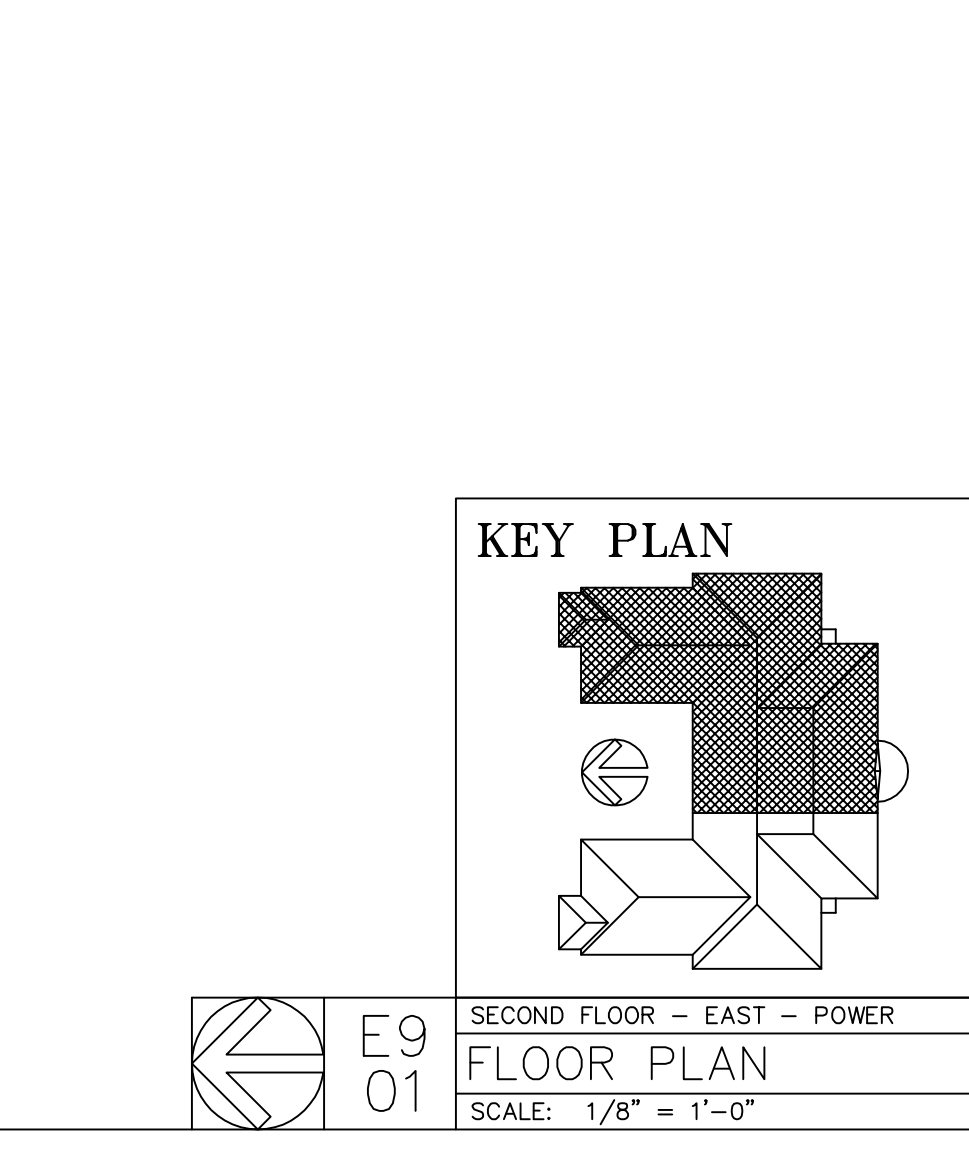 KEY PLAN
E9
01
SECOND FLOOR – EAST – POWER
FLOOR PLAN
SCALE: 1/8" = 1'–0"